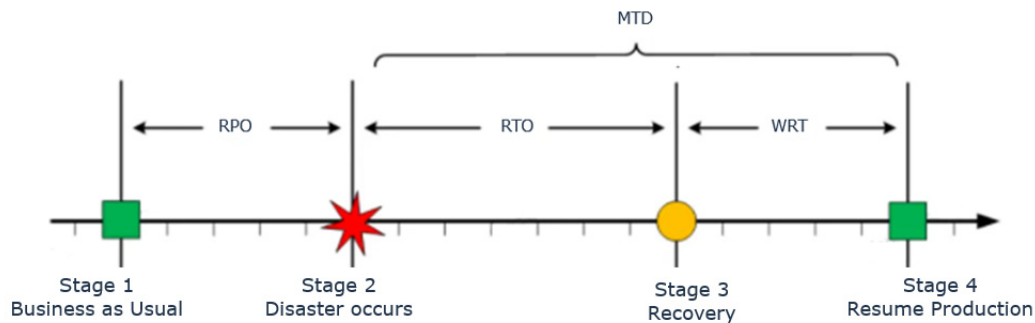 MTD
RPO
RTO
WRT
Stage 1
Business as Usual
Stage 2
Disaster occurs
Stage 3
Recovery
Stage 4
Resume Production